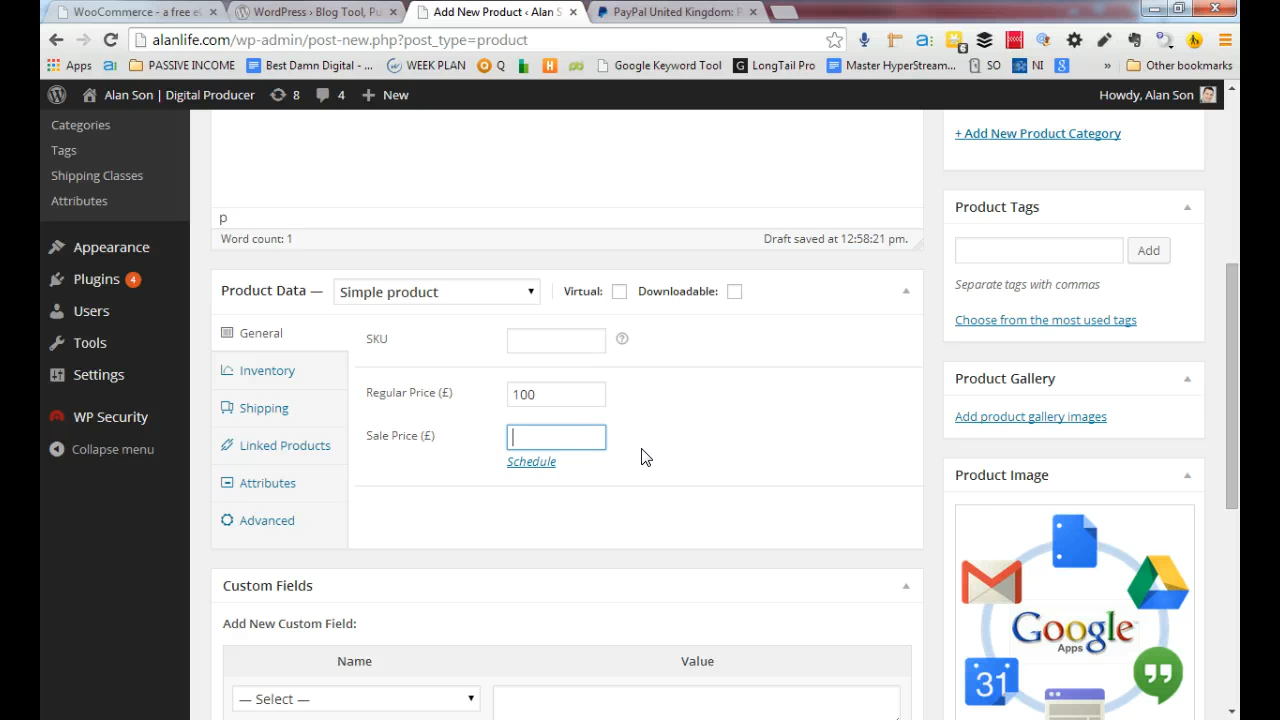 WooCommerce - a free e
WordPress › Blog Tool, Pu
Add New Product ‹ Alan S
PayPal United Kingdom: P
alanlife.com/wp-admin/post-new.php?post_type=product
6
Apps
PASSIVE INCOME
Best Damn Digital - ...
WEEK PLAN
Q
Google Keyword Tool
LongTail Pro
Master HyperStream...
SO
NI
»
Other bookmarks
Alan Son | Digital Producer
8
4
New
Howdy, Alan Son
Categories
Tags
Shipping Classes
Attributes
Appearance
Plugins 4
Users
Tools
Settings
WP Security
Collapse menu
p
Word count: 1
Draft saved at 12:58:21 pm.
Product Data —
Simple product
Virtual:
Downloadable:
General
Inventory
Shipping
Linked Products
Attributes
Advanced
SKU
Regular Price (£)
100
Sale Price (£)
Schedule
Custom Fields
Add New Custom Field:
Name
Value
— Select —
+ Add New Product Category
Product Tags
Add
Separate tags with commas
Choose from the most used tags
Product Gallery
Add product gallery images
Product Image
Google
Apps
31